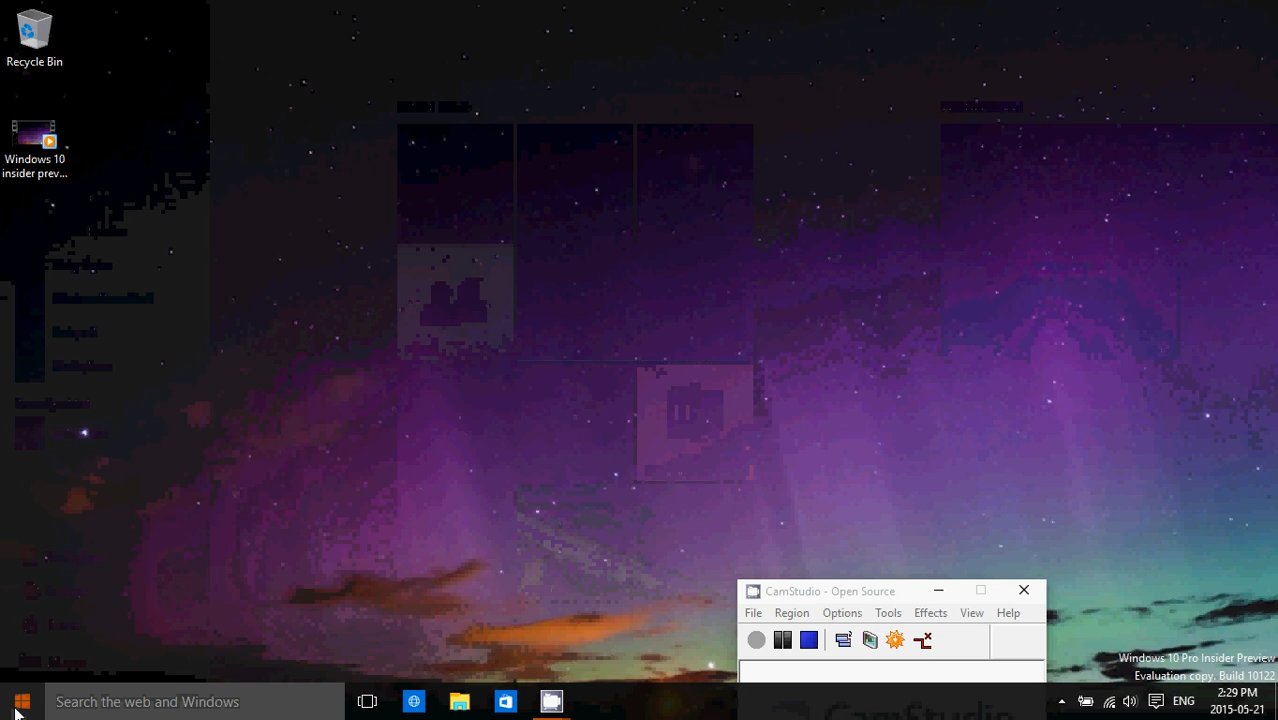 Recycle Bin
Windows 10
insider prev...
CamStudio - Open Source
File Region Options Tools Effects View Help
Windows 10 Pro Insider Preview
Evaluation copy. Build 10122
Search the web and Windows
CamStudio
ENG
2:29 PM
2015-05-21